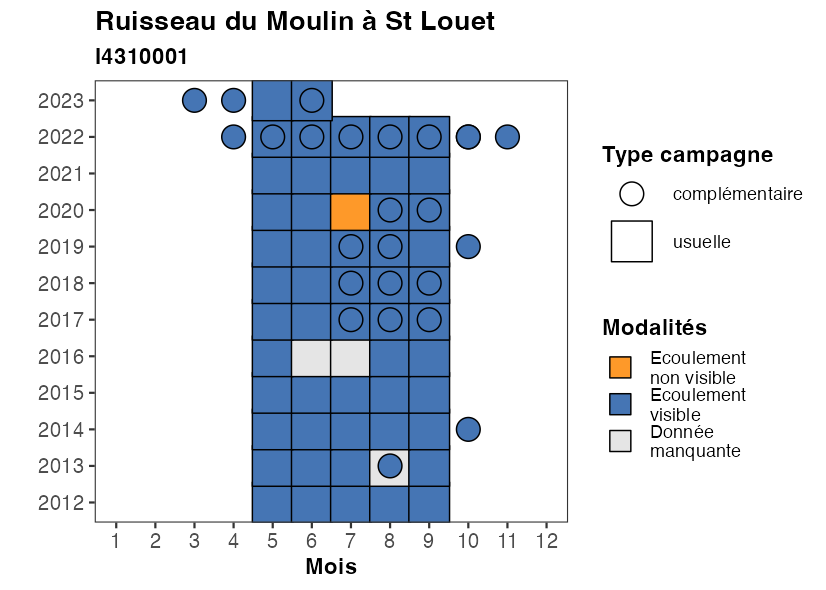 Ruisseau du Moulin à St Louet
I4310001
2023
2022
2021
2020
2019
2018
2017
2016
2015
2014
2013
2012
1 2 3 4 5 6 7 8 9 10 11 12
Mois
Type campagne
complémentaire
usuelle
Modalités
Ecoulement
non visible
Ecoulement
visible
Donnée
manquante